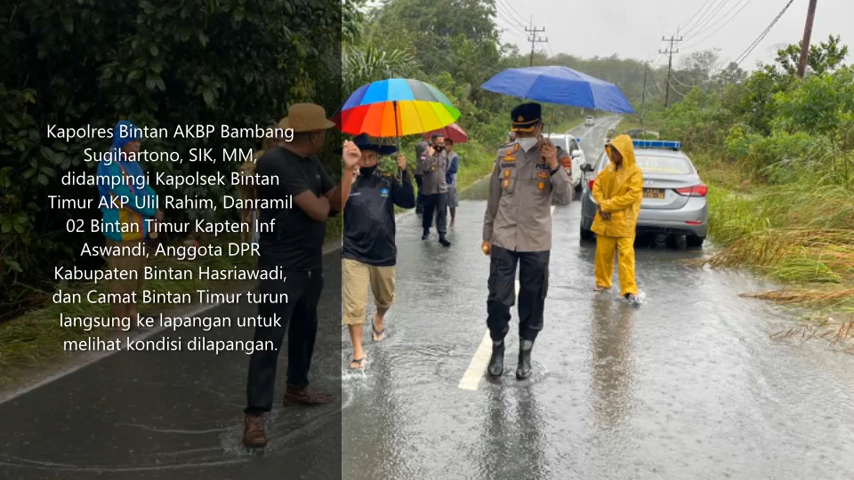 Kapolres Bintan AKBP Bambang
Sugihartono, SIK, MM,
didampingi Kapolsek Bintan
Timur AKP Ulil Rahim, Danramil
02 Bintan Timur Kapten Inf
Aswandi, Anggota DPR
Kabupaten Bintan Hasriawadi,
dan Camat Bintan Timur turun
langsung ke lapangan untuk
melihat kondisi dilapangan.